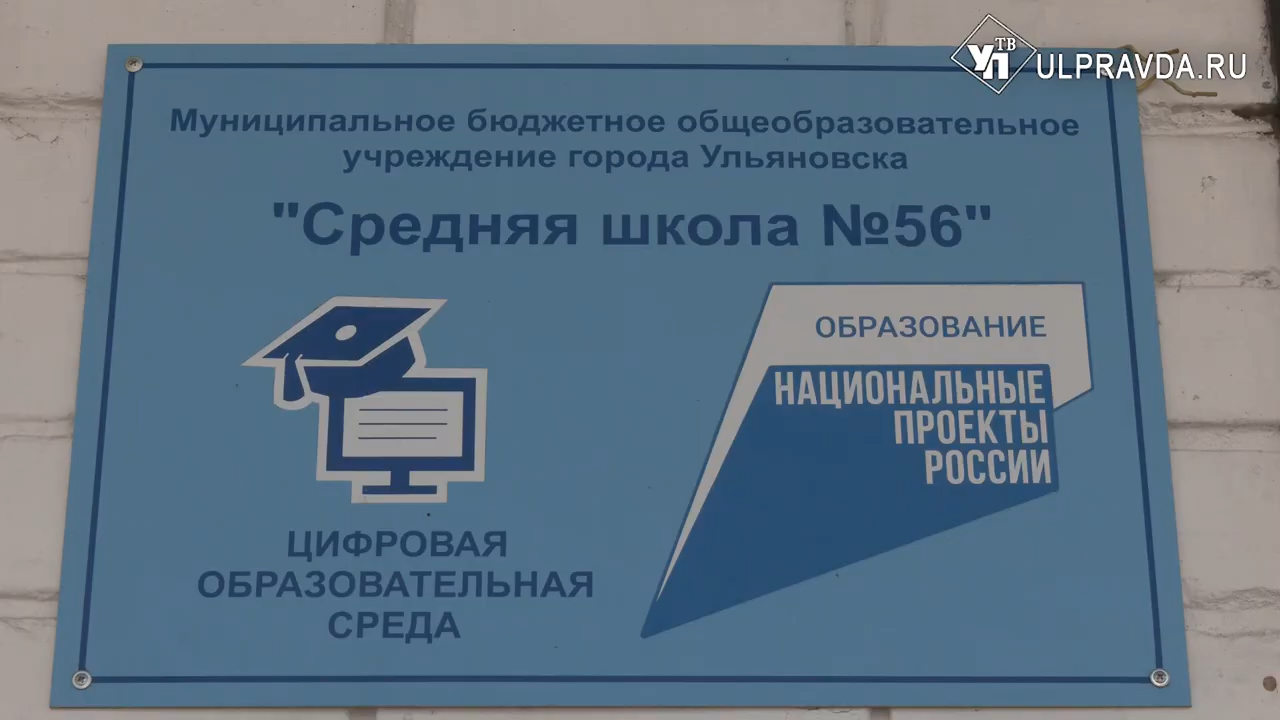 УП ТВ ULPRAVDA.RU
Муниципальное бюджетное общеобразовательное
учреждение города Ульяновска
"Средняя школа №56"
ОБРАЗОВАНИЕ
НАЦИОНАЛЬНЫЕ
ПРОЕКТЫ
РОССИИ
ЦИФРОВАЯ
ОБРАЗОВАТЕЛЬНАЯ
СРЕДА